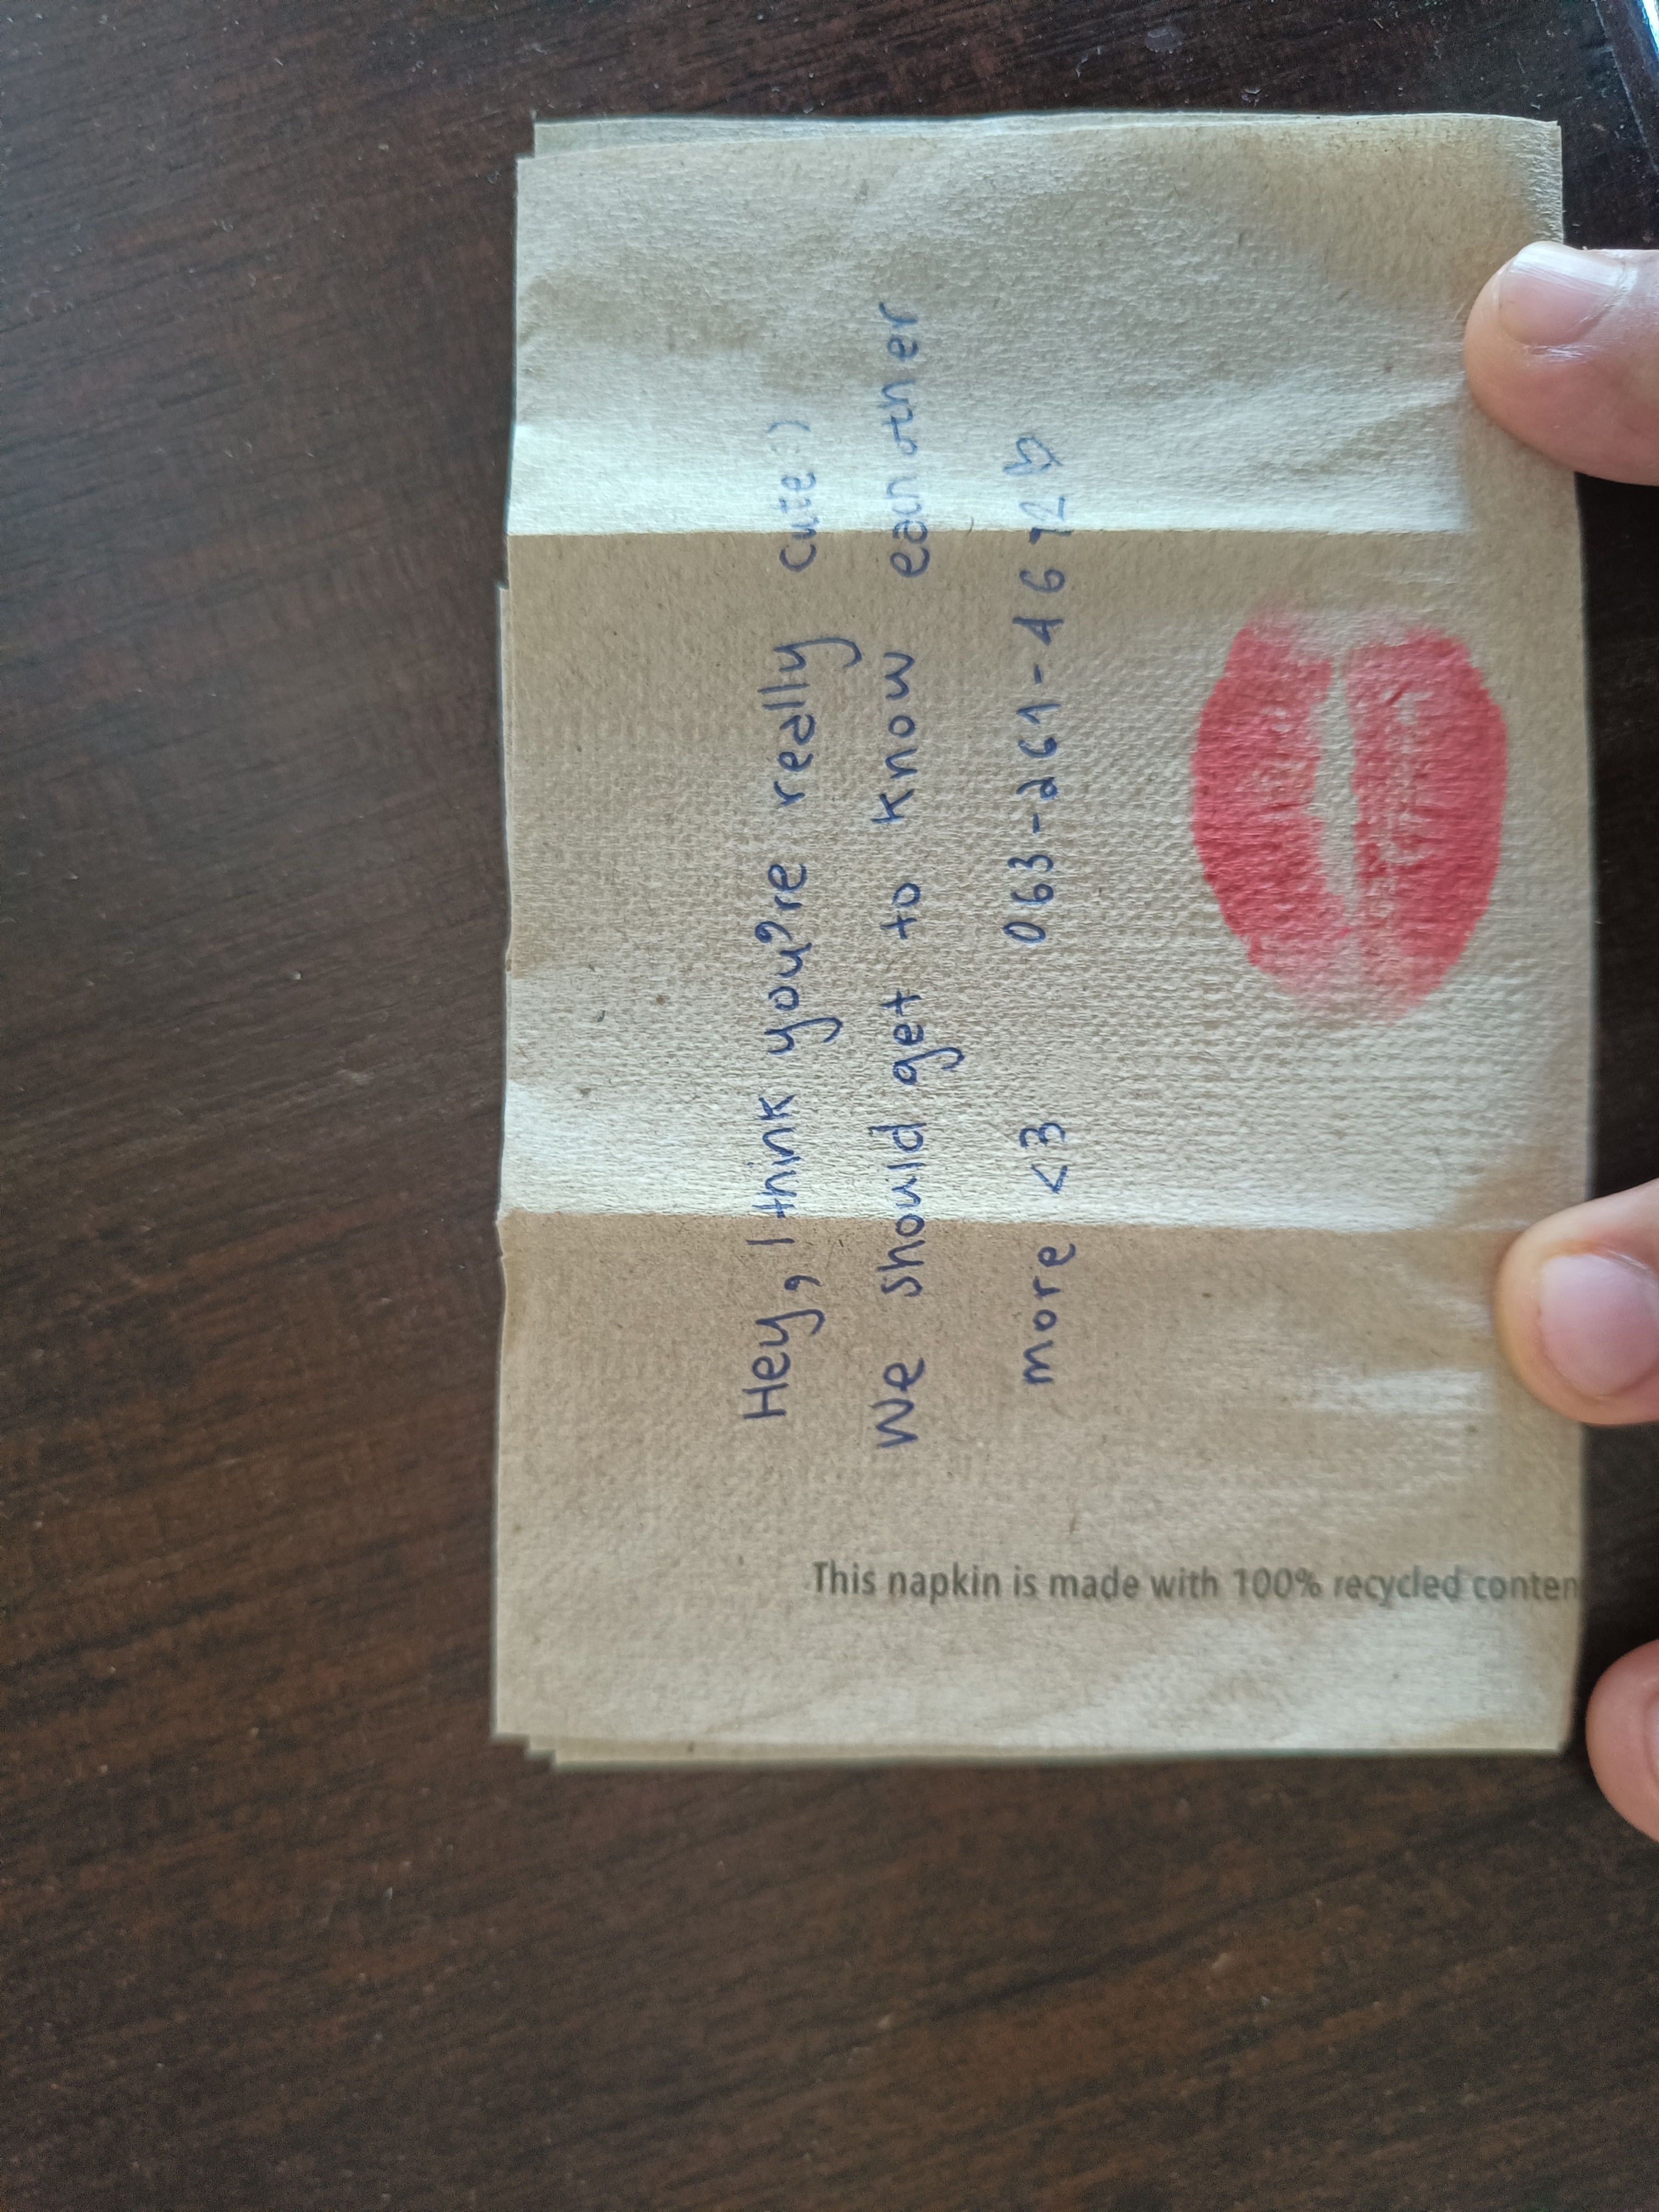 Hey, I think you're really cute :)
We should get to know each other
more <3 063-261-4672 ♡
This napkin is made with 100% recycled conten